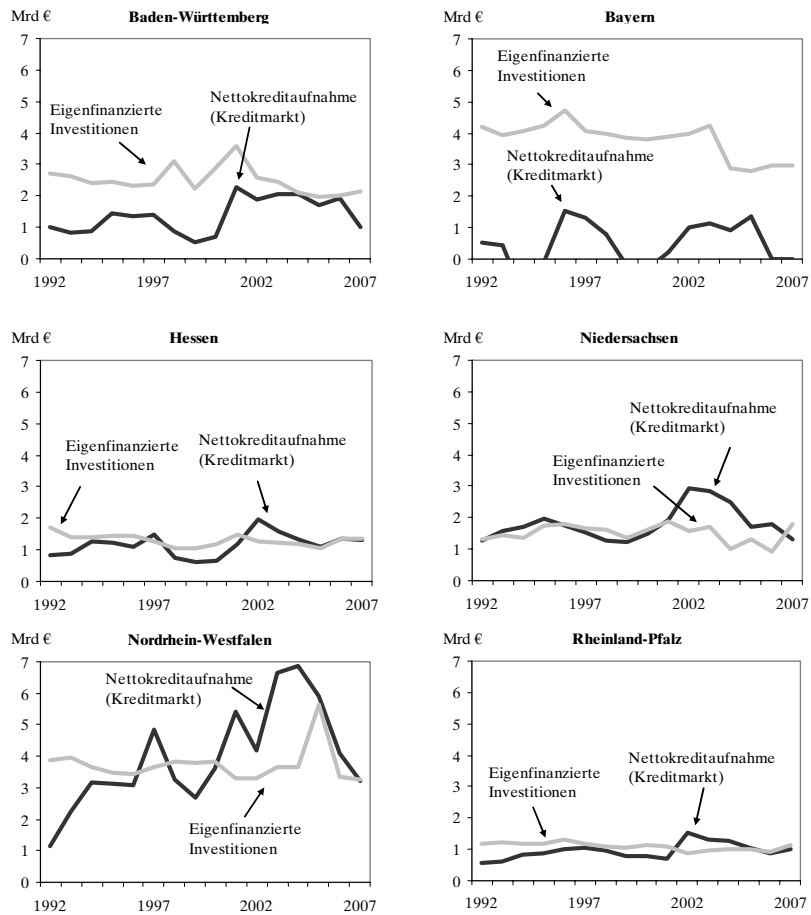 Mrd €
Baden-Württemberg
7
6
5
4
3
2
1
0
Eigenfinanzierte
Investitionen
Nettokreditaufnahme
(Kreditmarkt)
1992
1997
2002
2007
Mrd €
Bayern
7
6
5
4
3
2
1
0
Eigenfinanzierte
Investitionen
Nettokreditaufnahme
(Kreditmarkt)
1992
1997
2002
2007
Mrd €
Hessen
7
6
5
4
3
2
1
0
Eigenfinanzierte
Investitionen
Nettokreditaufnahme
(Kreditmarkt)
1992
1997
2002
2007
Mrd €
Niedersachsen
7
6
5
4
3
2
1
0
Nettokreditaufnahme
(Kreditmarkt)
Eigenfinanzierte
Investitionen
1992
1997
2002
2007
Mrd €
Nordrhein-Westfalen
7
6
5
4
3
2
1
0
Nettokreditaufnahme
(Kreditmarkt)
Eigenfinanzierte
Investitionen
1992
1997
2002
2007
Mrd €
Rheinland-Pfalz
7
6
5
4
3
2
1
0
Eigenfinanzierte
Investitionen
Nettokreditaufnahme
(Kreditmarkt)
1992
1997
2002
2007